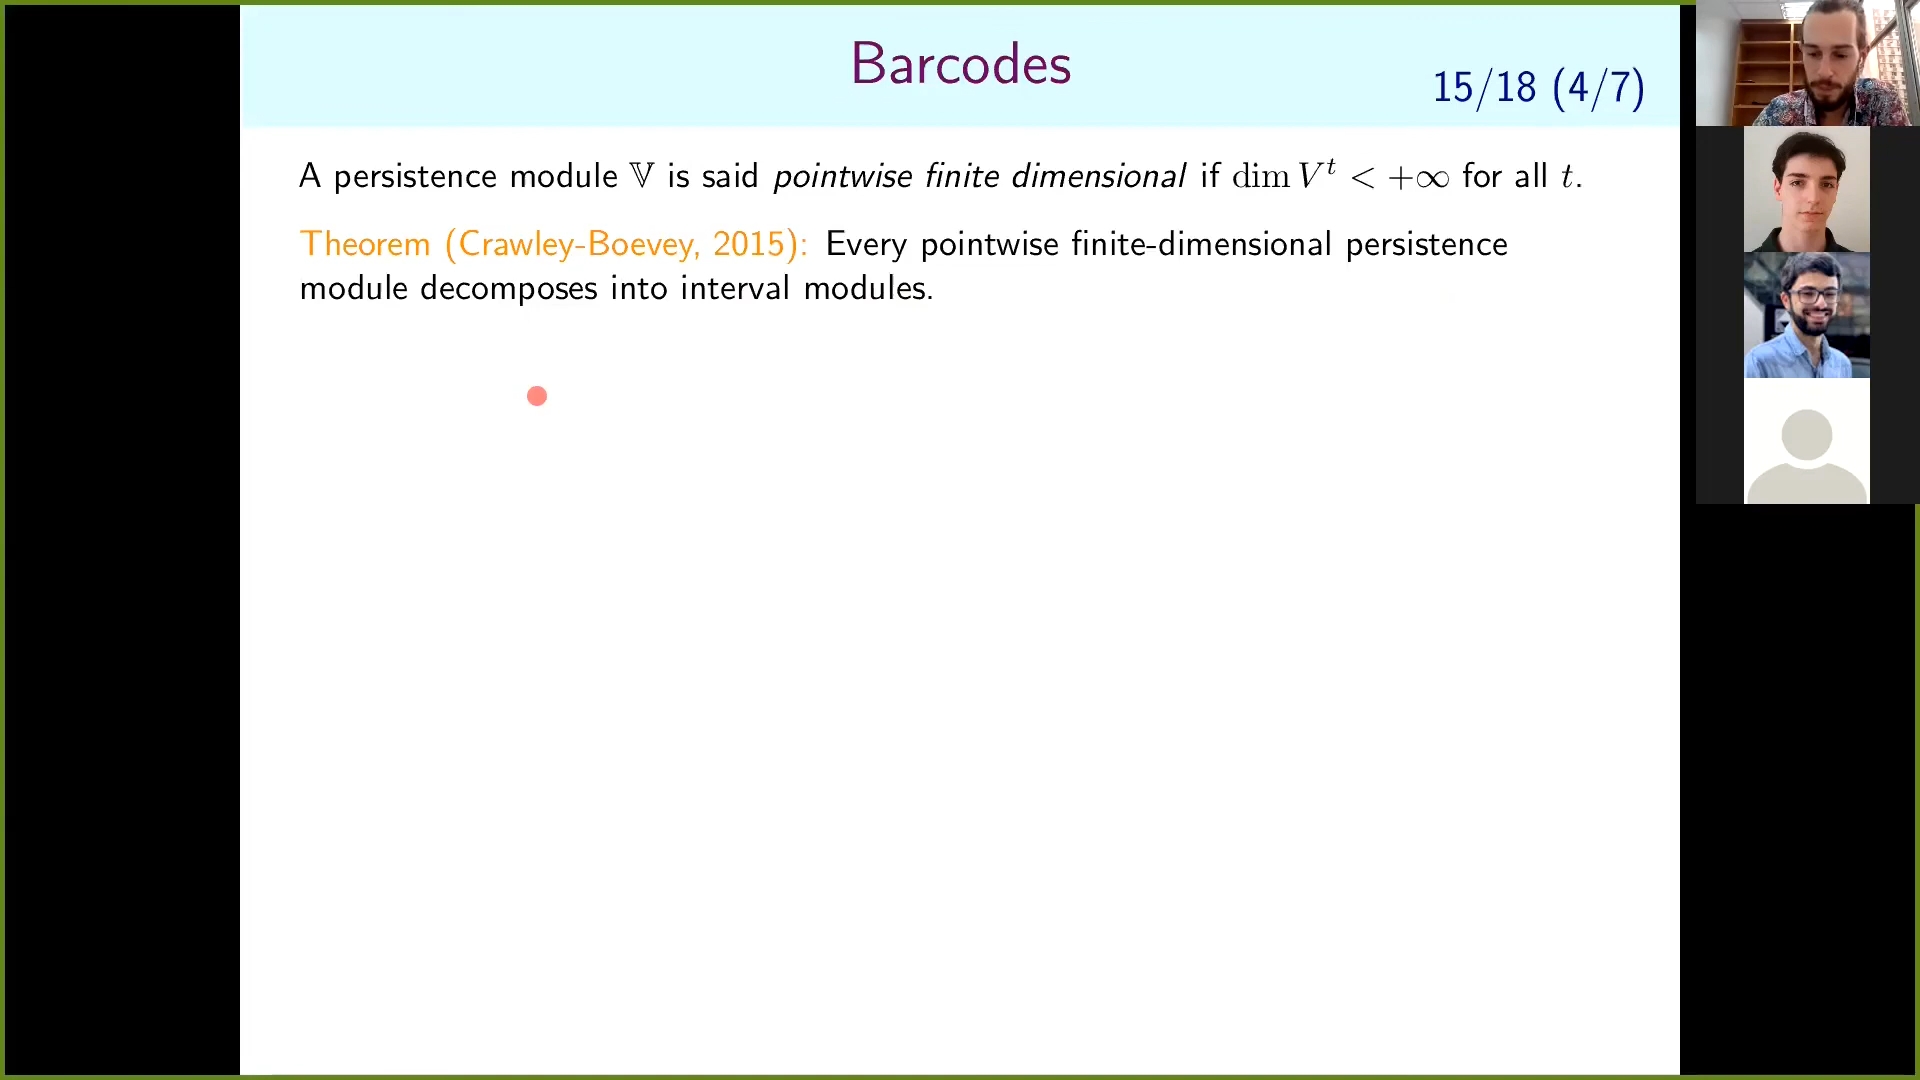 Barcodes
15/18 (4/7)
A persistence module 𝕍 is said pointwise finite dimensional if dim Vᵗ < +∞ for all t.
Theorem (Crawley-Boevey, 2015): Every pointwise finite-dimensional persistence
module decomposes into interval modules.